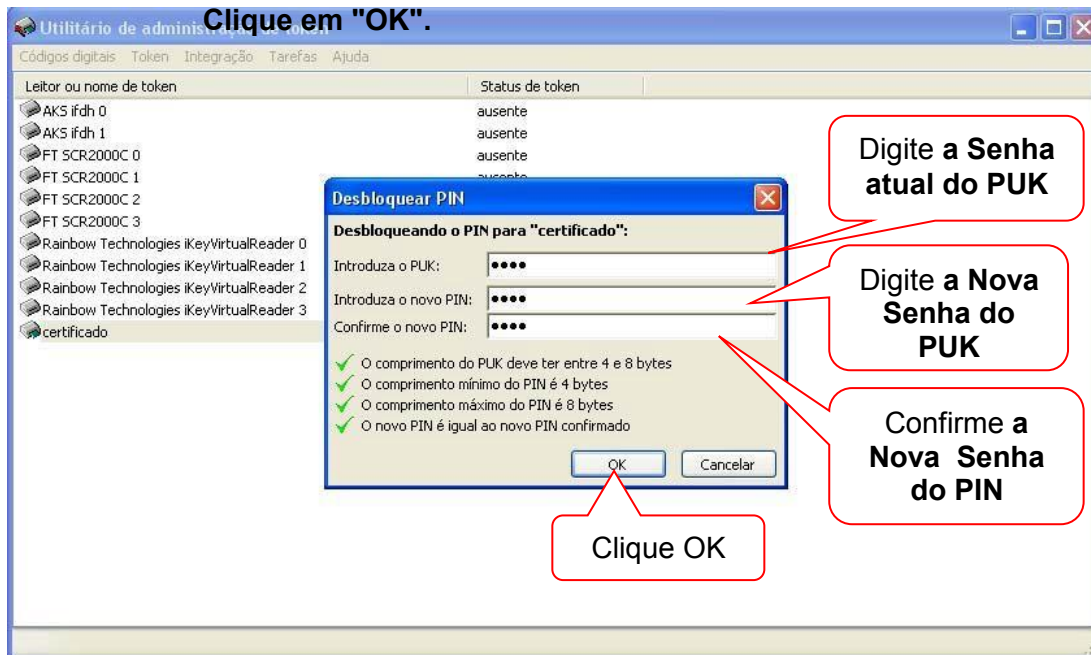 Clique em "OK".
Utilitário de administração de token
Códigos digitais Token Integração Tarefas Ajuda
Leitor ou nome de token Status de token
AKS ifdh 0 ausente
AKS ifdh 1 ausente
FT SCR2000C 0 ausente
FT SCR2000C 1 ausente
FT SCR2000C 2
FT SCR2000C 3
Rainbow Technologies iKeyVirtualReader 0
Rainbow Technologies iKeyVirtualReader 1
Rainbow Technologies iKeyVirtualReader 2
Rainbow Technologies iKeyVirtualReader 3
certificado
Desbloquear PIN
Desbloqueando o PIN para "certificado":
Introduza o PUK: ••••
Introduza o novo PIN: ••••
Confirme o novo PIN: ••••
O comprimento do PUK deve ter entre 4 e 8 bytes
O comprimento mínimo do PIN é 4 bytes
O comprimento máximo do PIN é 8 bytes
O novo PIN é igual ao novo PIN confirmado
OK Cancelar
Digite a Senha
atual do PUK
Digite a Nova
Senha do
PUK
Confirme a
Nova Senha
do PIN
Clique OK